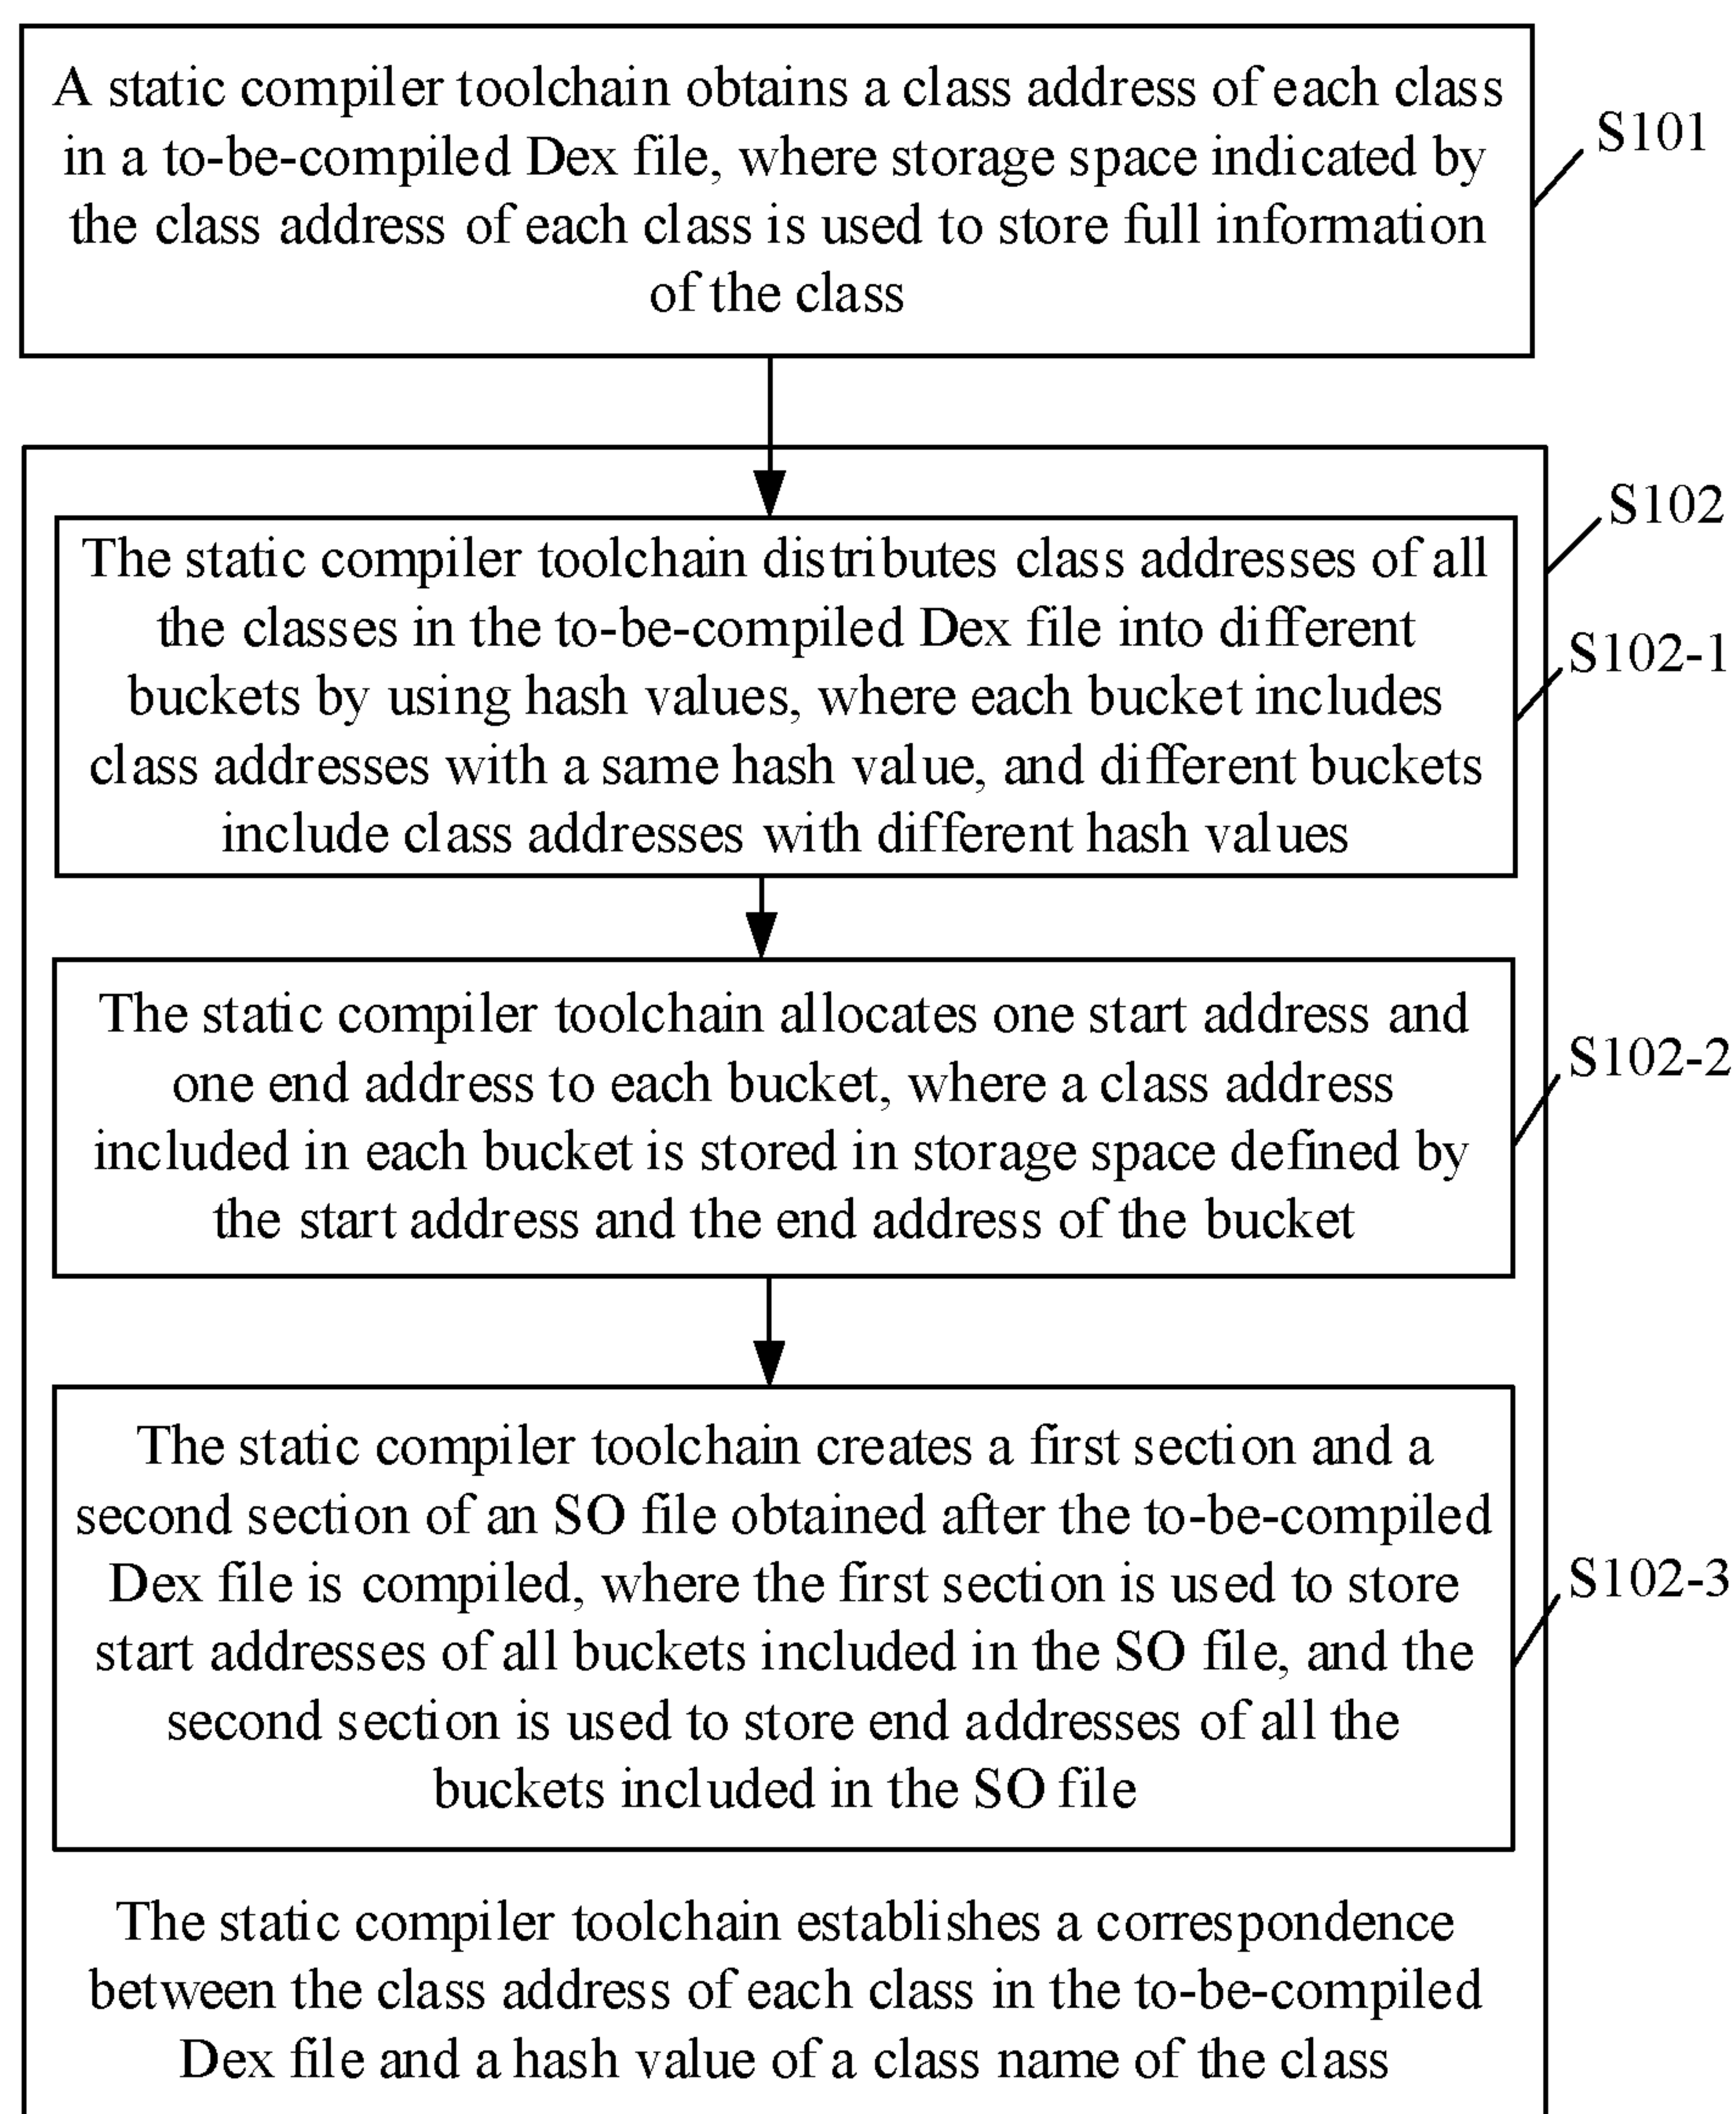 A static compiler toolchain obtains a class address of each class
in a to-be-compiled Dex file, where storage space indicated by
the class address of each class is used to store full information
of the class
S101
S102
The static compiler toolchain distributes class addresses of all
the classes in the to-be-compiled Dex file into different
buckets by using hash values, where each bucket includes
class addresses with a same hash value, and different buckets
include class addresses with different hash values
S102-1
The static compiler toolchain allocates one start address and
one end address to each bucket, where a class address
included in each bucket is stored in storage space defined by
the start address and the end address of the bucket
S102-2
The static compiler toolchain creates a first section and a
second section of an SO file obtained after the to-be-compiled
Dex file is compiled, where the first section is used to store
start addresses of all buckets included in the SO file, and the
second section is used to store end addresses of all the
buckets included in the SO file
S102-3
The static compiler toolchain establishes a correspondence
between the class address of each class in the to-be-compiled
Dex file and a hash value of a class name of the class